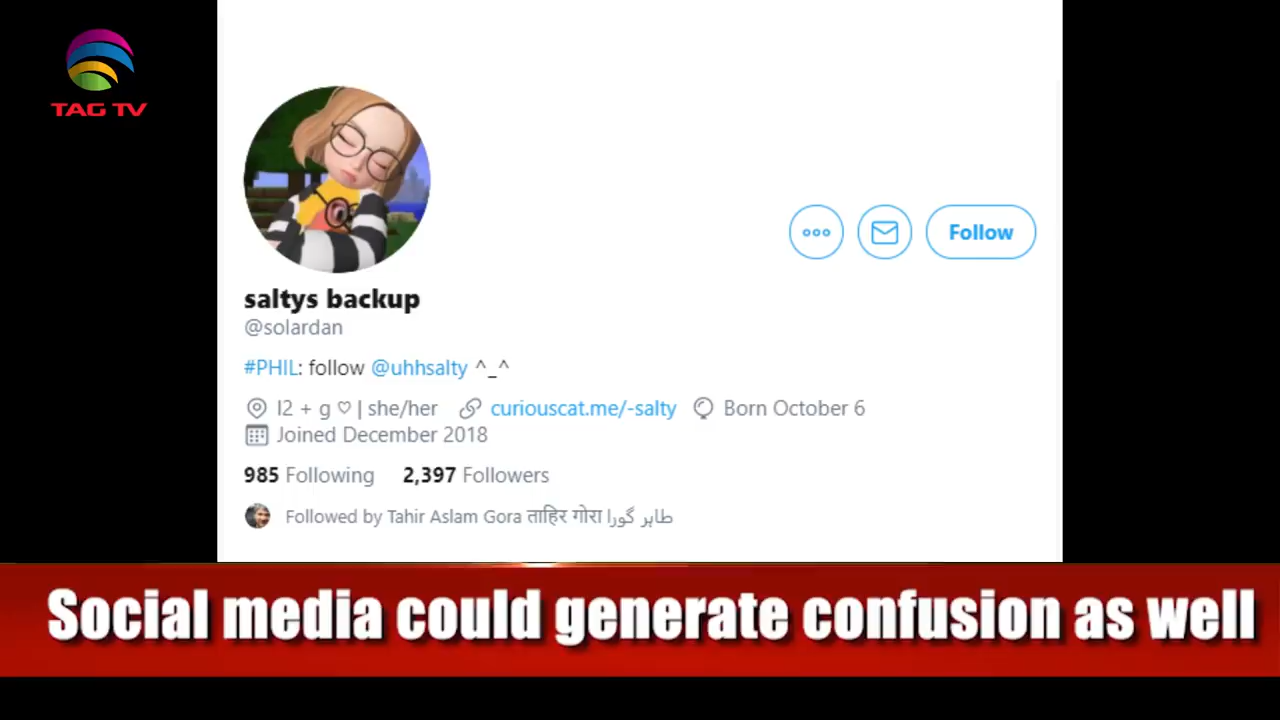 TAG TV
Follow
saltys backup
@solardan
#PHIL: follow @uhhsalty ^_^
l2 + g ♡ | she/her curiouscat.me/-salty Born October 6
Joined December 2018
985 Following 2,397 Followers
Followed by Tahir Aslam Gora ताहिर गोरा طاہر گورا
Social media could generate confusion as well